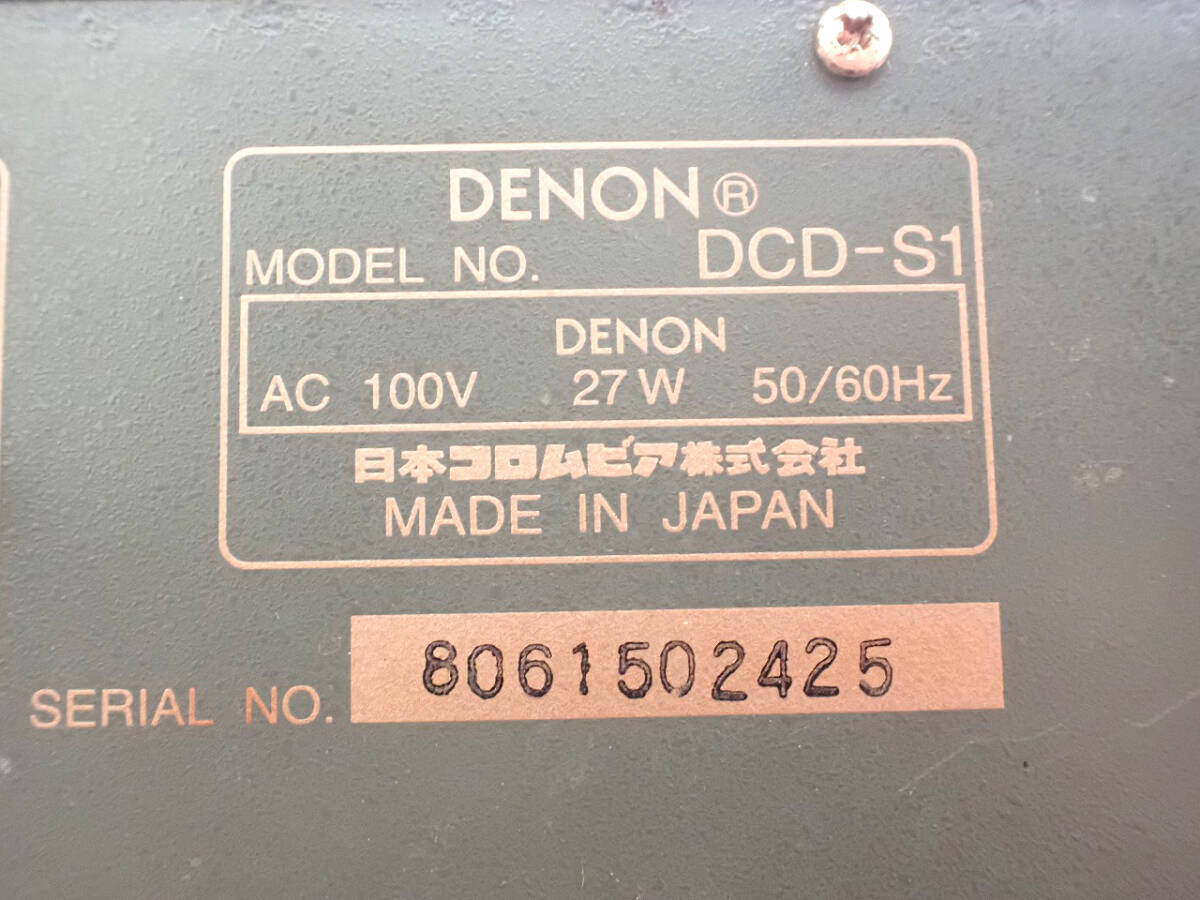 DENON®
MODEL NO. DCD-S1
DENON
AC 100V 27W 50/60Hz
日本コロムビア株式会社
MADE IN JAPAN
SERIAL NO. 8061502425